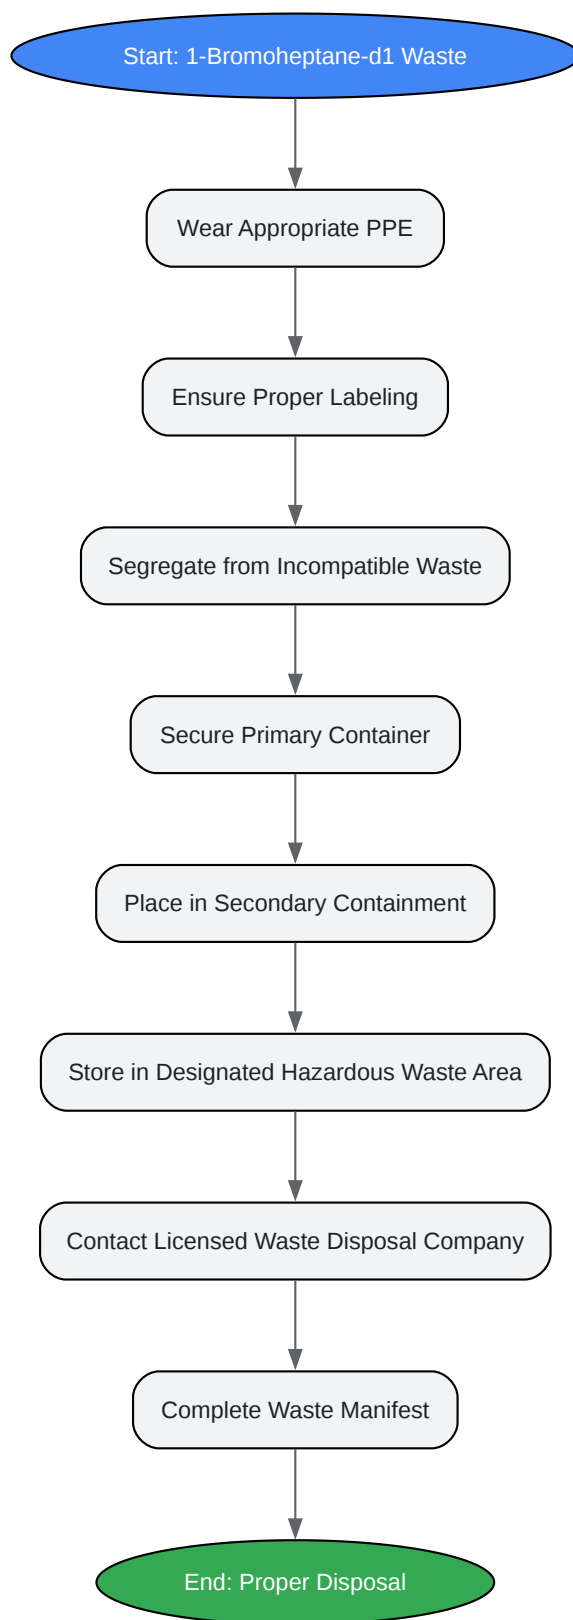 Start: 1-Bromoheptane-d1 Waste
Wear Appropriate PPE
Ensure Proper Labeling
Segregate from Incompatible Waste
Secure Primary Container
Place in Secondary Containment
Store in Designated Hazardous Waste Area
Contact Licensed Waste Disposal Company
Complete Waste Manifest
End: Proper Disposal